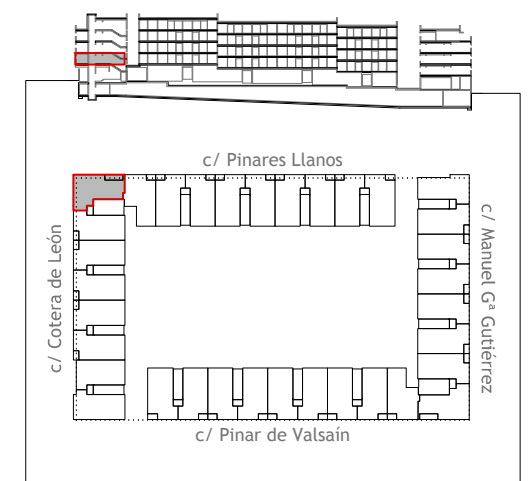 c/ Pinares Llanos
c/ Cotera de León
c/ Manuel Gª Gutiérrez
c/ Pinar de Valsaín